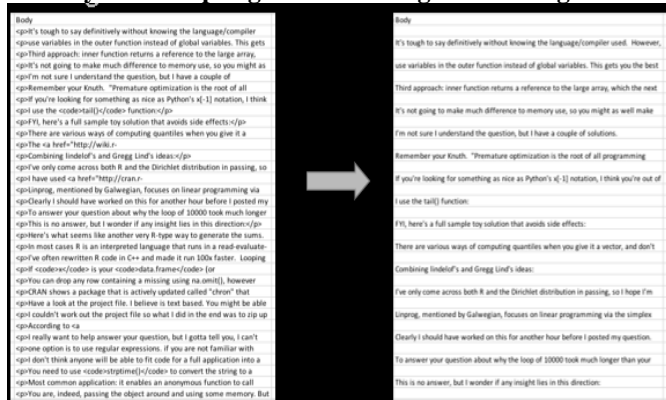 Body
<p>It's tough to say definitively without knowing the language/compiler
<p>use variables in the outer function instead of global variables. This gets
<p>Third approach: inner function returns a reference to the large array,
<p>It's not going to make much difference to memory use, so you might as
<p>I'm not sure I understand the question, but I have a couple of
<p>Remember your Knuth. "Premature optimization is the root of all
<p>If you're looking for something as nice as Python's x[-1] notation, I think
<p>I use the <code>tail()</code> function:</p>
<p>FYI, here's a full sample toy solution that avoids side effects:</p>
<p>There are various ways of computing quantiles when you give it a
<p>The <a href="http://wiki.r-
<p>Combining lindelof's and Gregg Lind's ideas:</p>
<p>I've only come across both R and the Dirichlet distribution in passing, so
<p>I have used <a href="http://cran.r-
<p>Linprog, mentioned by Galwegian, focuses on linear programming via
<p>Clearly I should have worked on this for another hour before I posted my
<p>To answer your question about why the loop of 10000 took much longer
<p>This is no answer, but I wonder if any insight lies in this direction:</p>
<p>Here's what seems like another very R-type way to generate the sums.
<p>In most cases R is an interpreted language that runs in a read-evaluate-
<p>I've often rewritten R code in C++ and made it run 100x faster.  Looping
<p>If <code>x</code> is your <code>data.frame</code> (or
<p>You can drop any row containing a missing using na.omit(), however
<p>CRAN shows a package that is actively updated called "chron" that
<p>Have a look at the project file. I believe is text based. You might be able
<p>I couldn't work out the project file so what I did in the end was to zip up
<p>According to <a
<p>I really want to help answer your question, but I gotta tell you, I can't
<p>one option is to use regular expressions. if you are not familiar with
<p>I don't think anyone will be able to fit code for a full application into a
<p>You need to use <code>strptime()</code> to convert the string to a
<p>Most common application: it enables an anonymous function to call
<p>You are, indeed, passing the object around and using some memory. But
Body
It's tough to say definitively without knowing the language/compiler used.  However,
use variables in the outer function instead of global variables. This gets you the best
Third approach: inner function returns a reference to the large array, which the next
It's not going to make much difference to memory use, so you might as well make
I'm not sure I understand the question, but I have a couple of solutions.
Remember your Knuth.  "Premature optimization is the root of all programming
If you're looking for something as nice as Python's x[-1] notation, I think you're out of
I use the tail() function:
FYI, here's a full sample toy solution that avoids side effects:
There are various ways of computing quantiles when you give it a vector, and don't
Combining lindelof's and Gregg Lind's ideas:
I've only come across both R and the Dirichlet distribution in passing, so I hope I'm
Linprog, mentioned by Galwegian, focuses on linear programming via the simplex
Clearly I should have worked on this for another hour before I posted my question.
To answer your question about why the loop of 10000 took much longer than your
This is no answer, but I wonder if any insight lies in this direction: